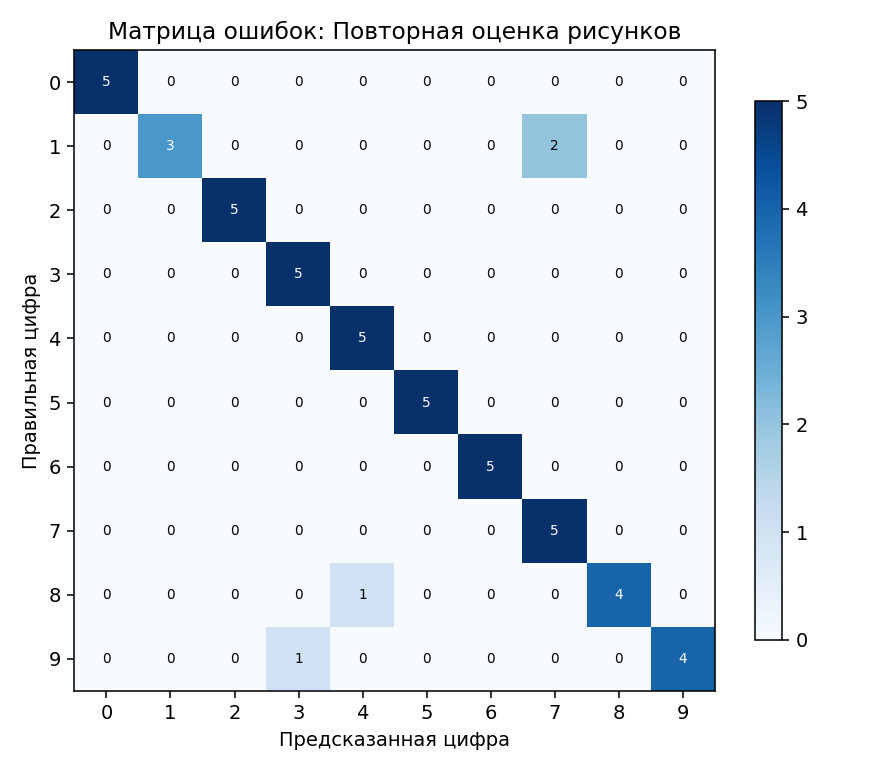 Матрица ошибок: Повторная оценка рисунков
0 5 0 0 0 0 0 0 0 0 0
1 0 3 0 0 0 0 0 2 0 0
2 0 0 5 0 0 0 0 0 0 0
3 0 0 0 5 0 0 0 0 0 0
4 0 0 0 0 5 0 0 0 0 0
5 0 0 0 0 0 5 0 0 0 0
6 0 0 0 0 0 0 5 0 0 0
7 0 0 0 0 0 0 0 5 0 0
8 0 0 0 0 1 0 0 0 4 0
9 0 0 0 1 0 0 0 0 0 4
0 1 2 3 4 5 6 7 8 9
Предсказанная цифра
Правильная цифра
5
4
3
2
1
0